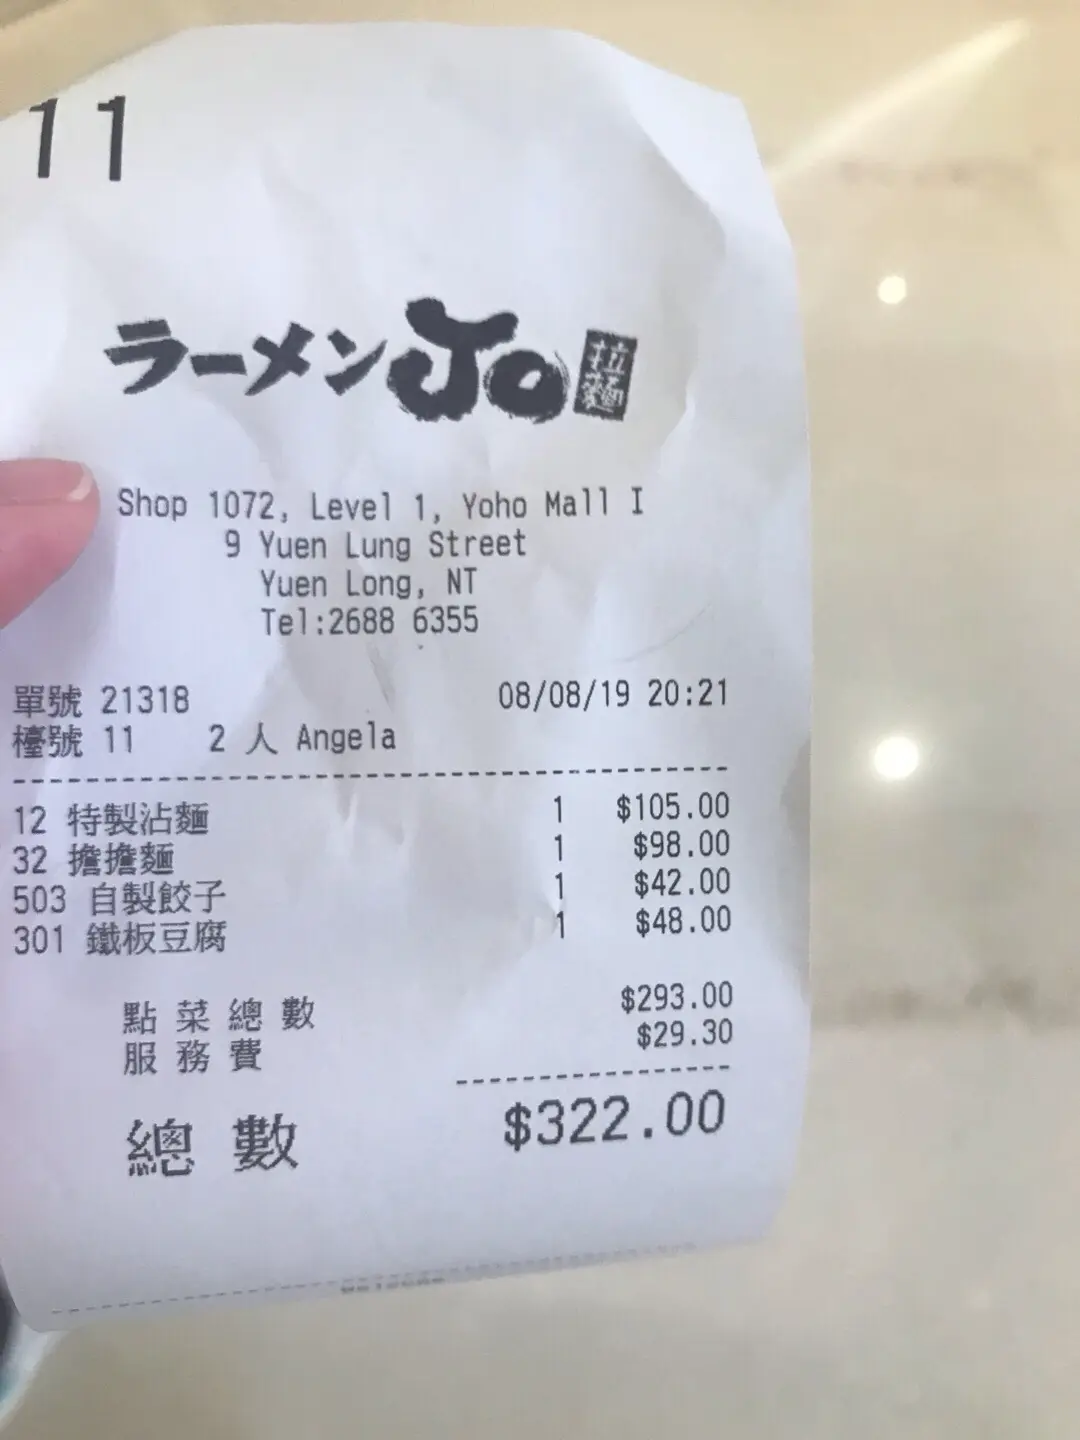 11
ラーメン Jo 拉麵
Shop 1072, Level 1, Yoho Mall I
9 Yuen Lung Street
Yuen Long, NT
Tel:2688 6355
單號 21318 08/08/19 20:21
檯號 11 2 人 Angela
12 特製沾麵 1 $105.00
32 擔擔麵 1 $98.00
503 自製餃子 1 $42.00
301 鐵板豆腐 1 $48.00
點菜總數 $293.00
服務費 $29.30
總數 $322.00